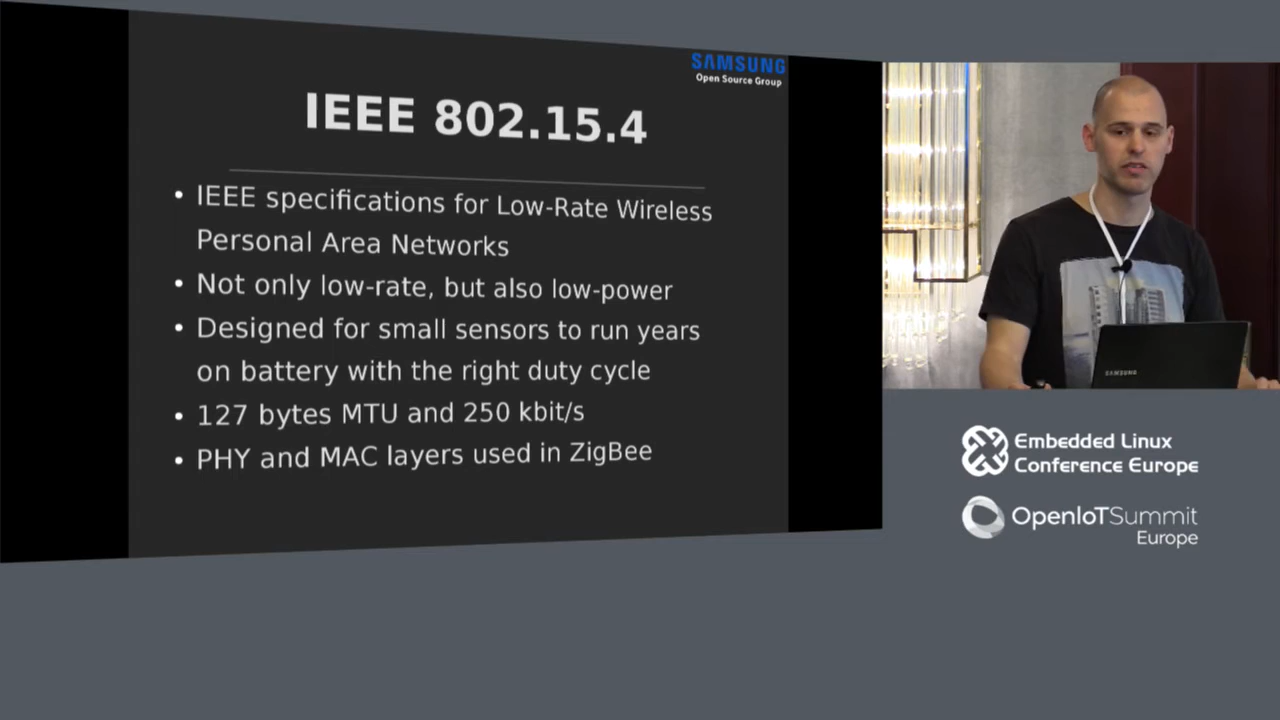 SAMSUNG
Open Source Group
IEEE 802.15.4
• IEEE specifications for Low-Rate Wireless
Personal Area Networks
• Not only low-rate, but also low-power
• Designed for small sensors to run years
on battery with the right duty cycle
• 127 bytes MTU and 250 kbit/s
• PHY and MAC layers used in ZigBee
SAMSUNG
Embedded Linux
Conference Europe
OpenIoTSummit
Europe